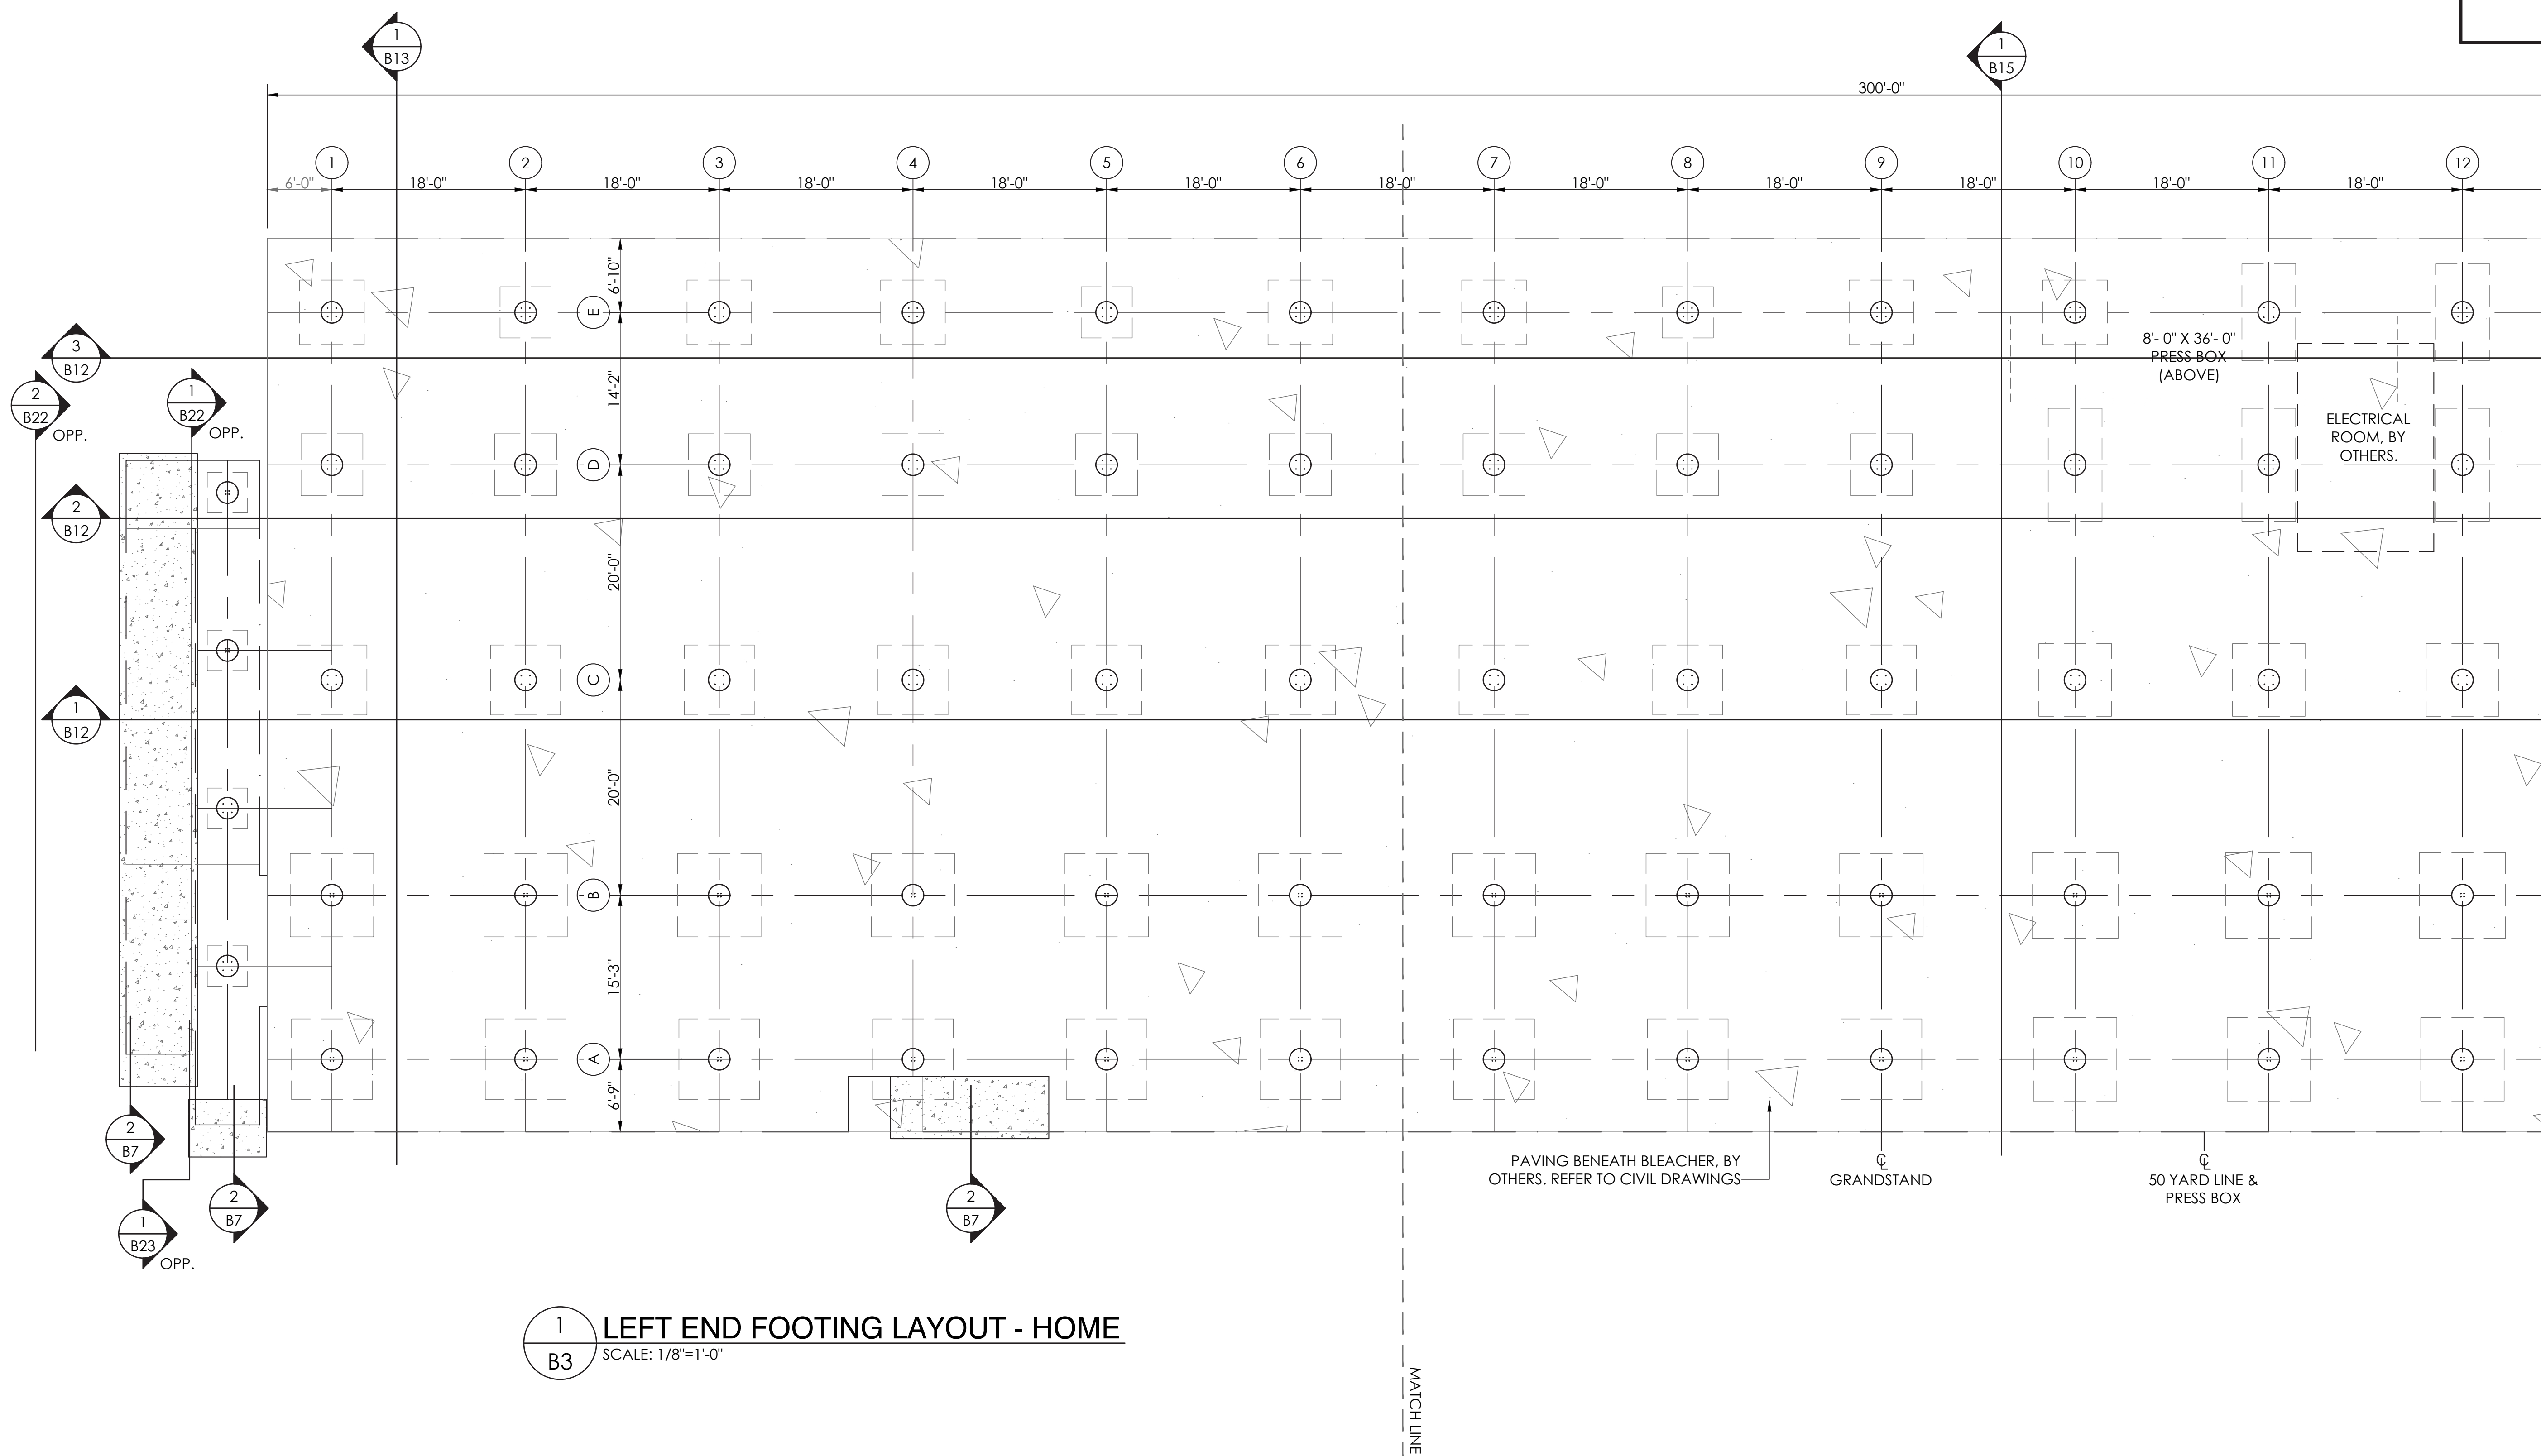 1
B13
1
B15
300'-0"
1
2
3
4
5
6
7
8
9
10
11
12
6'-0"
18'-0"
18'-0"
18'-0"
18'-0"
18'-0"
18'-0"
18'-0"
18'-0"
18'-0"
18'-0"
18'-0"
6'-10"
E
3
B12
8'- 0" X 36'- 0"
PRESS BOX
(ABOVE)
14'-2"
2
B22
OPP.
1
B22
OPP.
ELECTRICAL
ROOM, BY
OTHERS.
D
2
B12
20'-0"
C
1
B12
20'-0"
B
15'-3"
A
6'-9"
2
B7
1
B23
OPP.
2
B7
2
B7
PAVING BENEATH BLEACHER, BY
OTHERS. REFER TO CIVIL DRAWINGS
℄
GRANDSTAND
℄
50 YARD LINE &
PRESS BOX
1
B3
LEFT END FOOTING LAYOUT - HOME
SCALE: 1/8"=1'-0"
MATCH LINE